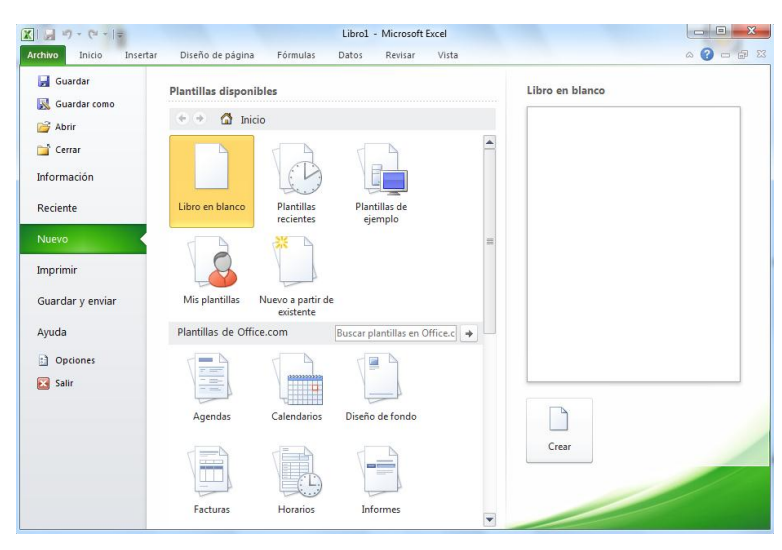 Libro1 - Microsoft Excel
Archivo Inicio Insertar Diseño de página Fórmulas Datos Revisar Vista
Guardar
Guardar como
Abrir
Cerrar
Información
Reciente
Nuevo
Imprimir
Guardar y enviar
Ayuda
Opciones
Salir
Plantillas disponibles
Inicio
Libro en blanco
Plantillas
recientes
Plantillas de
ejemplo
Mis plantillas
Nuevo a partir de
existente
Plantillas de Office.com
Buscar plantillas en Office.c
Agendas
Calendarios
Diseño de fondo
Facturas
Horarios
Informes
Libro en blanco
Crear